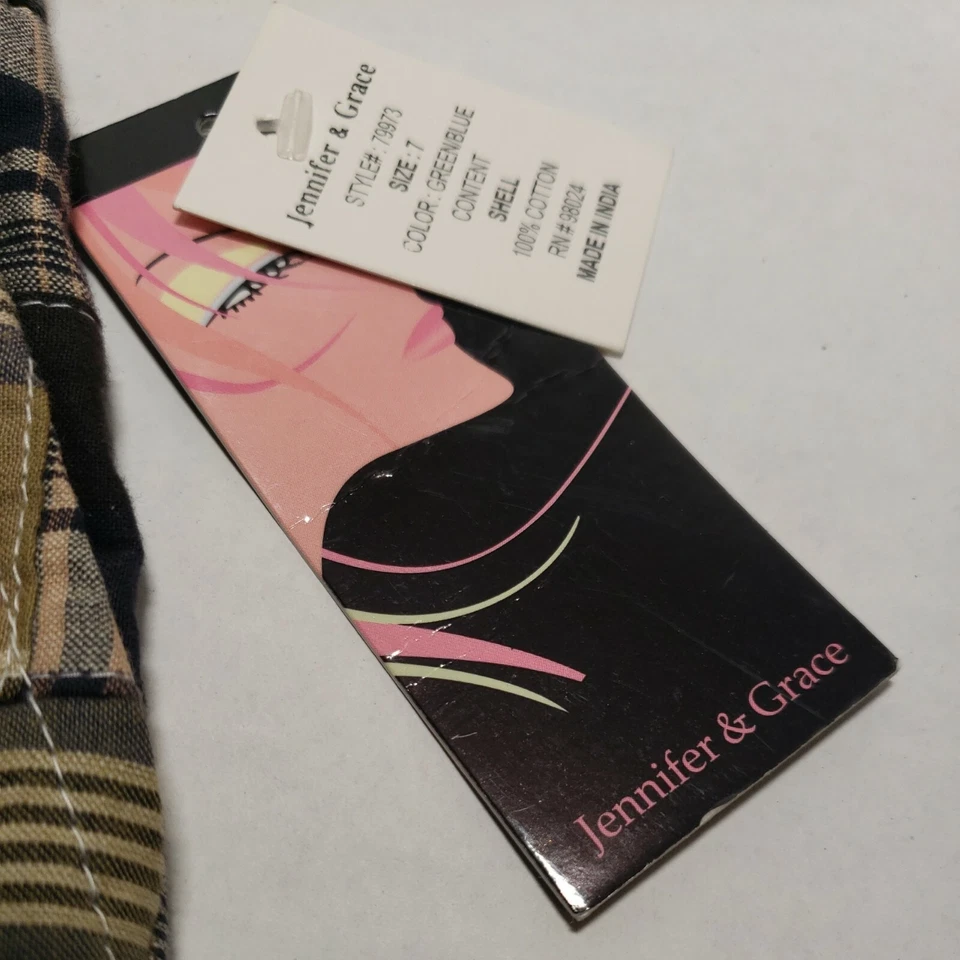 Jennifer & Grace
STYLE# : 79973
SIZE : 7
COLOR : GREEN/BLUE
CONTENT
SHELL
100% COTTON
RN # 98024
MADE IN INDIA
Jennifer & Grace